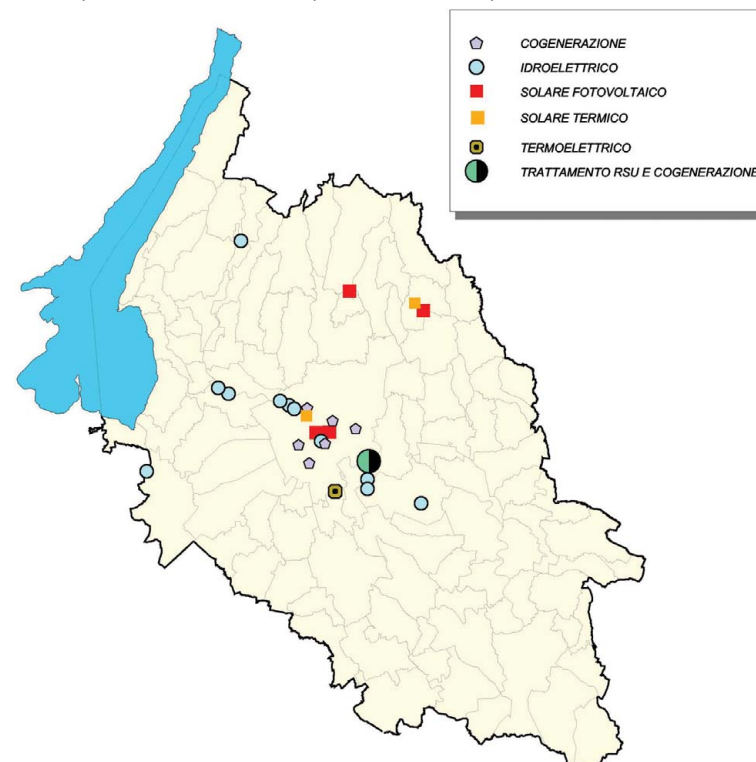 COGENERAZIONE
IDROELETTRICO
SOLARE FOTOVOLTAICO
SOLARE TERMICO
TERMOELETTRICO
TRATTAMENTO RSU E COGENERAZIONE